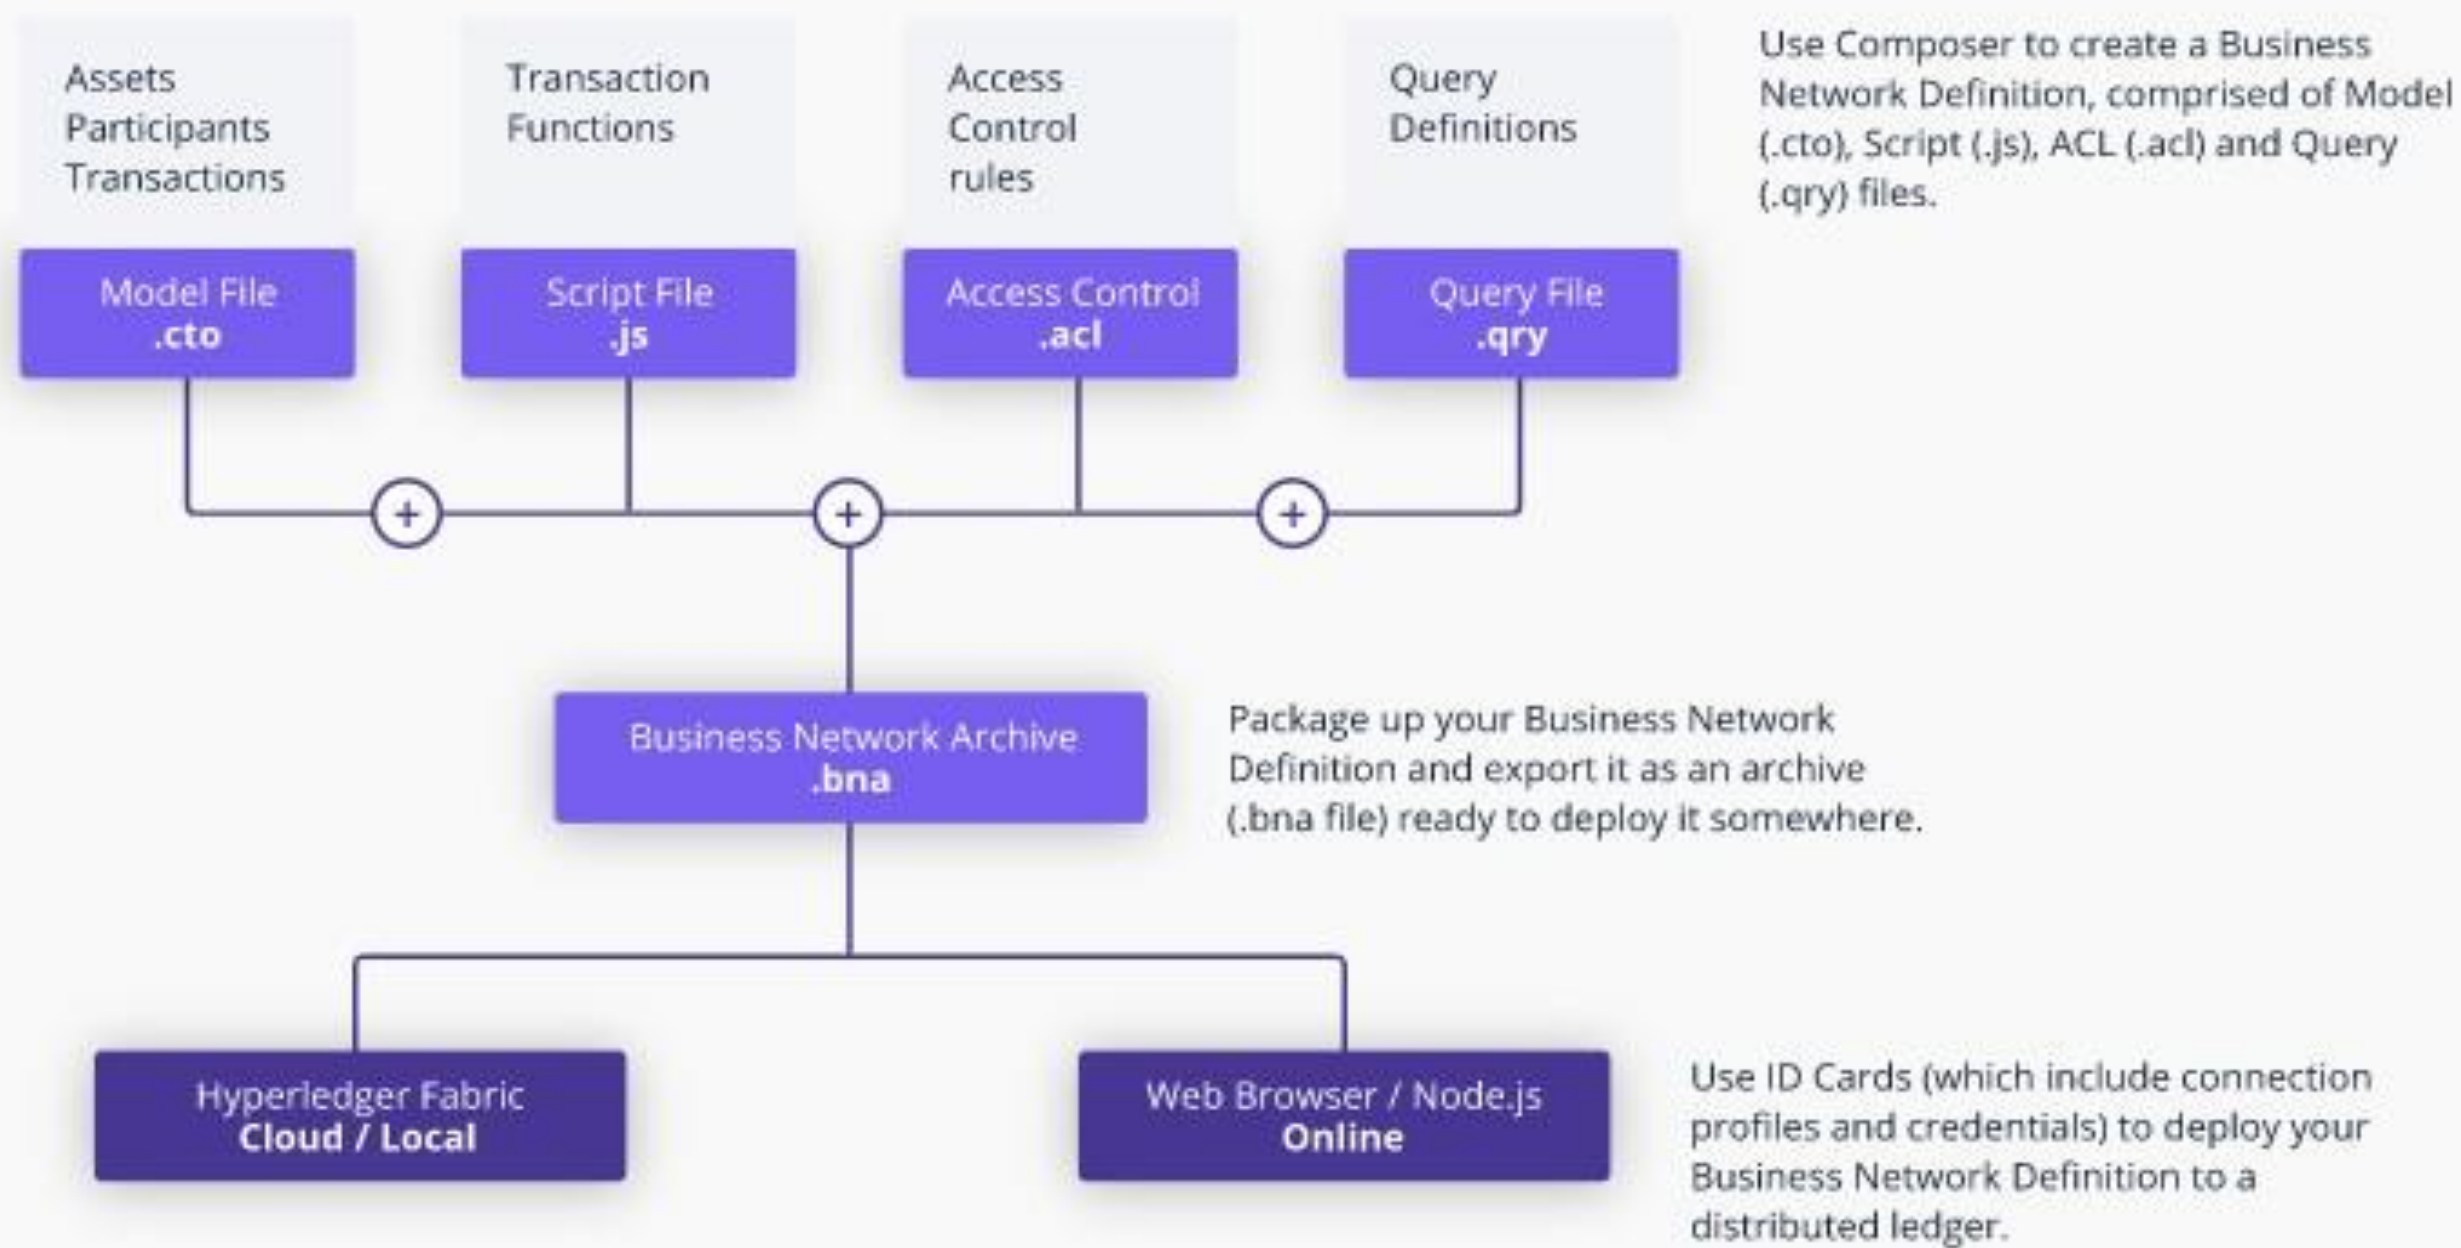 Assets
Participants
Transactions
Transaction
Functions
Access
Control
rules
Query
Definitions
Use Composer to create a Business
Network Definition, comprised of Model
(.cto), Script (.js), ACL (.acl) and Query
(.qry) files.
Model File
.cto
Script File
.js
Access Control
.acl
Query File
.qry
+
+
+
Business Network Archive
.bna
Package up your Business Network
Definition and export it as an archive
(.bna file) ready to deploy it somewhere.
Hyperledger Fabric
Cloud / Local
Web Browser / Node.js
Online
Use ID Cards (which include connection
profiles and credentials) to deploy your
Business Network Definition to a
distributed ledger.